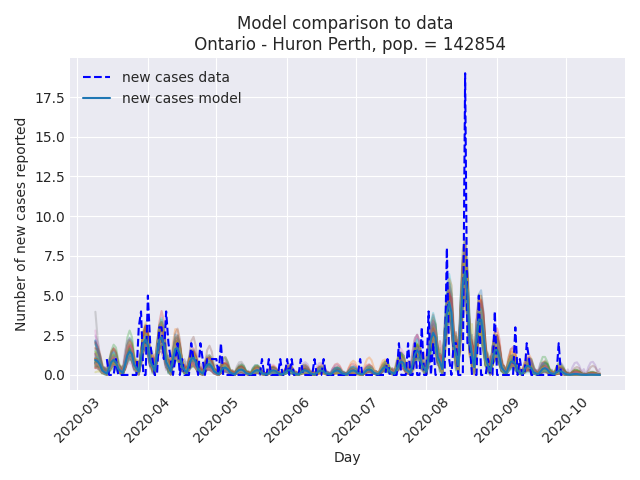 Model comparison to data
Ontario - Huron Perth, pop. = 142854
new cases data
new cases model
Number of new cases reported
17.5
15.0
12.5
10.0
7.5
5.0
2.5
0.0
2020-03
2020-04
2020-05
2020-06
2020-07
2020-08
2020-09
2020-10
Day